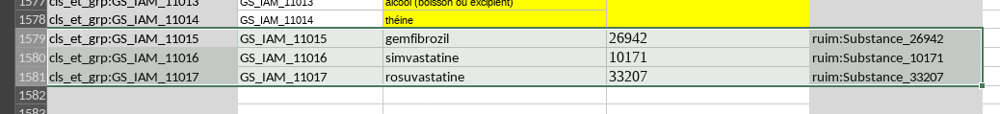 1577 cls_et_grp:GS_IAM_11013 GS_IAM_11013 alcool (boisson ou excipient)
1578 cls_et_grp:GS_IAM_11014 GS_IAM_11014 théine
1579 cls_et_grp:GS_IAM_11015 GS_IAM_11015 gemfibrozil 26942 ruim:Substance_26942
1580 cls_et_grp:GS_IAM_11016 GS_IAM_11016 simvastatine 10171 ruim:Substance_10171
1581 cls_et_grp:GS_IAM_11017 GS_IAM_11017 rosuvastatine 33207 ruim:Substance_33207
1582
1583